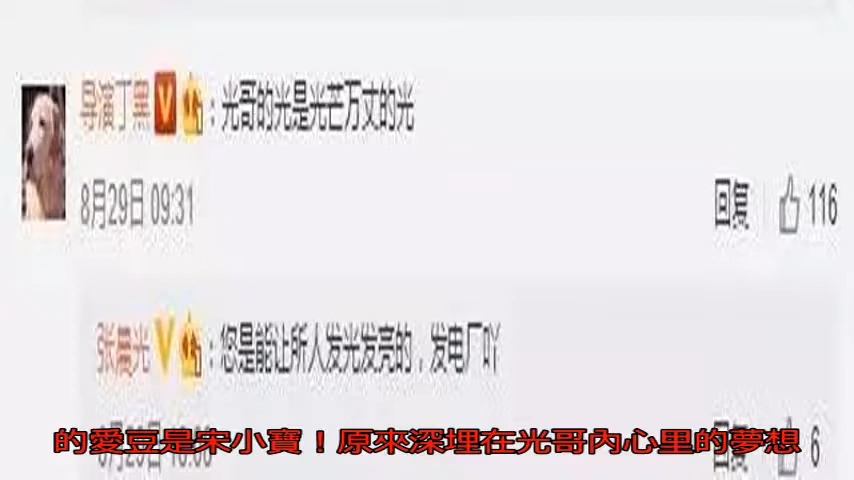 导演丁黑：光哥的光是光芒万丈的光
8月29日 09:31
回复 116
张晨光：您是能让所人发光发亮的，发电厂吖
的愛豆是宋小寶！原來深埋在光哥內心里的夢想
回复 6